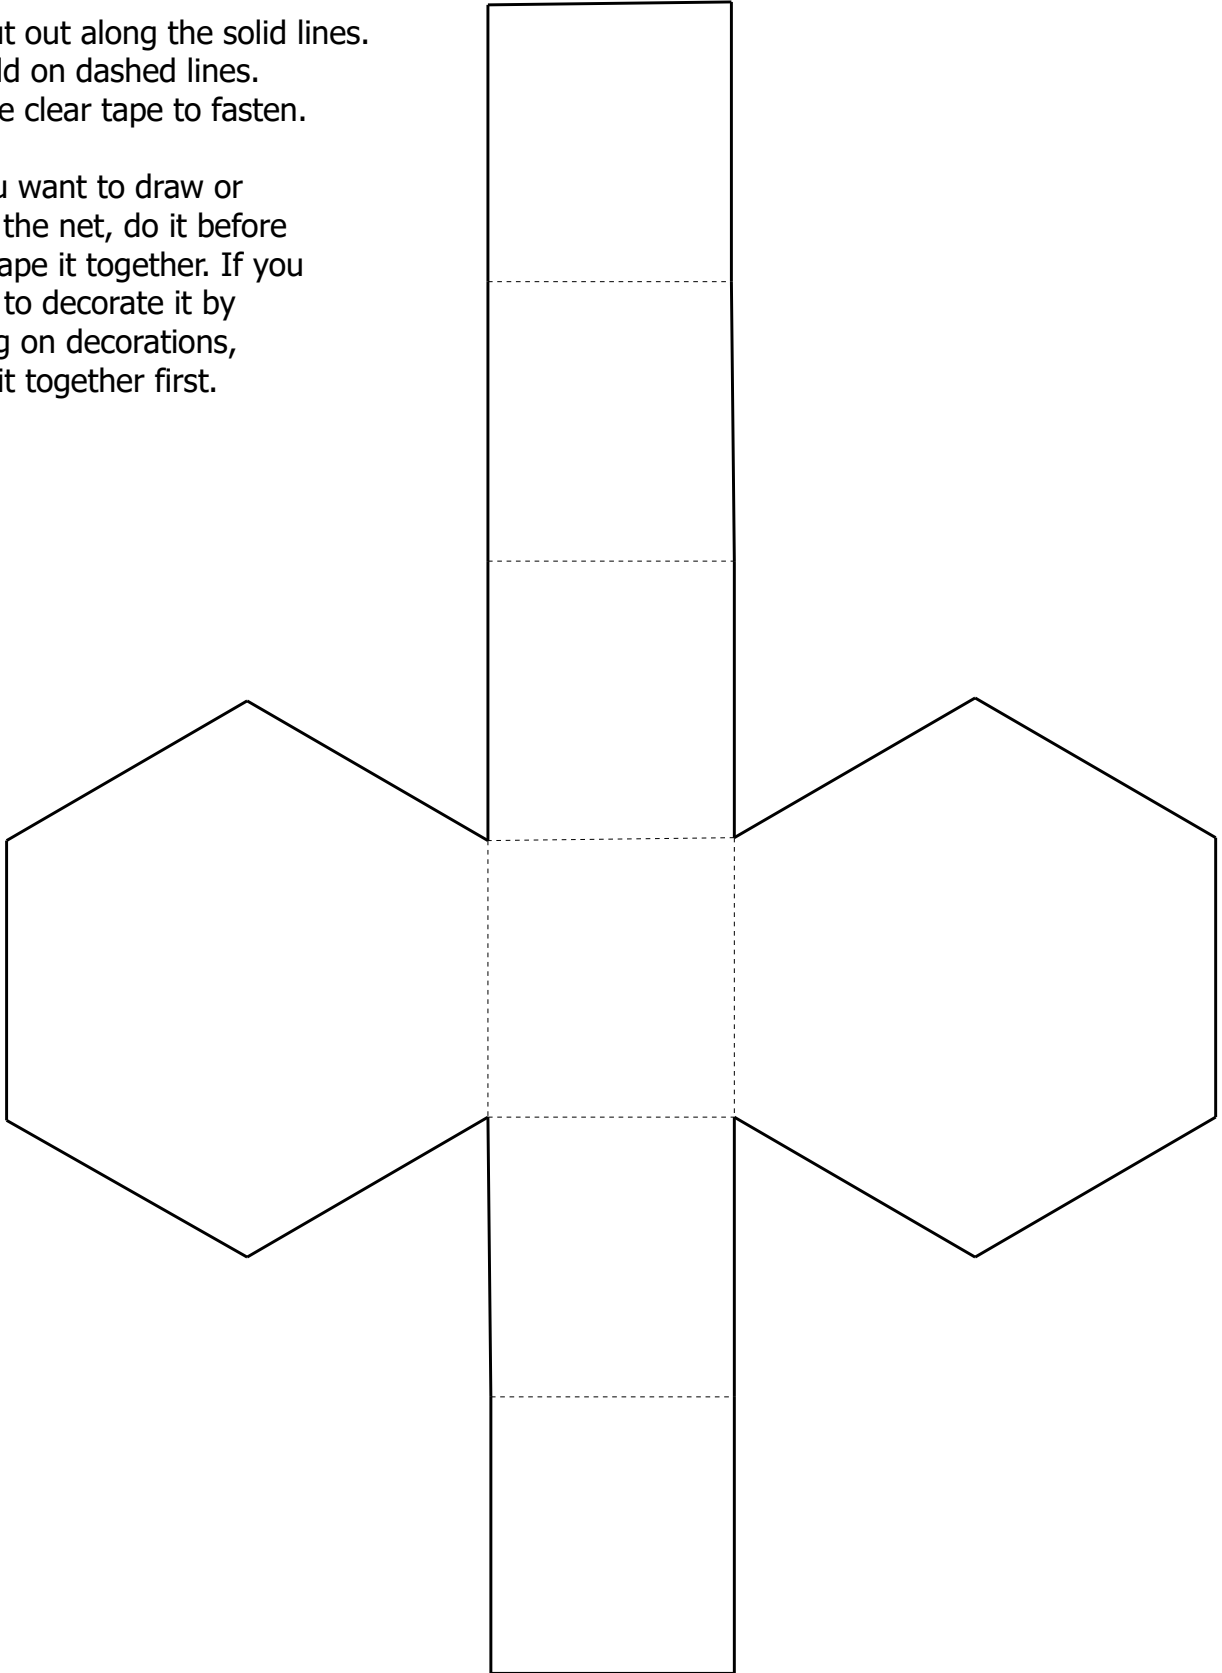 ut out along the solid lines.
ld on dashed lines.
e clear tape to fasten.
u want to draw or
the net, do it before
ape it together. If you
to decorate it by
g on decorations,
it together first.